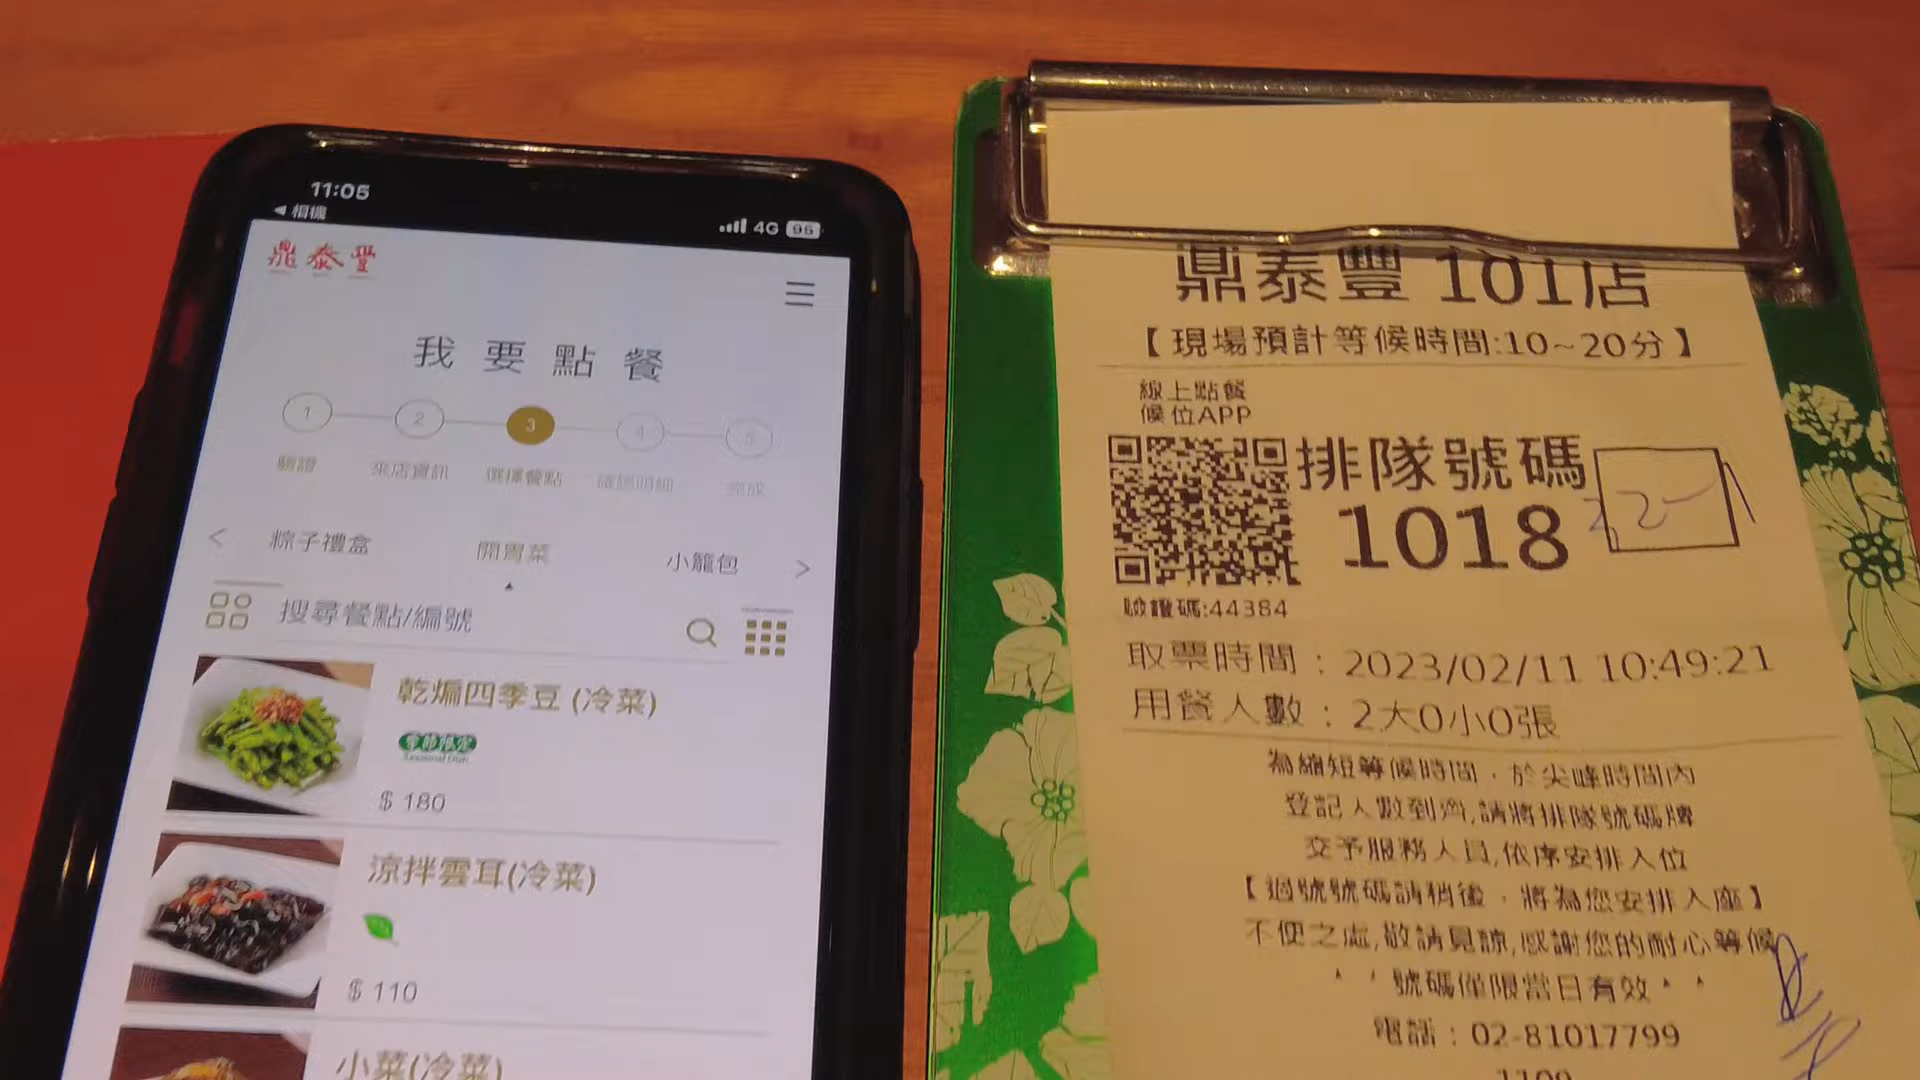 11:05
◀ 相機
4G 95
鼎泰豐
我要點餐
1 2 3 4 5
驗證 來店資訊 選擇餐點 確認明細 完成
< 粽子禮盒 開胃菜 小籠包 >
搜尋餐點/編號
乾煸四季豆 (冷菜)
季節限定
Seasonal Dish
$ 180
涼拌雲耳(冷菜)
$ 110
小菜(冷菜)
鼎泰豐 101店
【現場預計等候時間:10~20分】
線上點餐
候位APP
排隊號碼
1018
驗證碼:44384
取票時間：2023/02/11 10:49:21
用餐人數：2大0小0張
為縮短等候時間，於尖峰時間內
登記人數到齊,請將排隊號碼牌
交予服務人員,依序安排入位
【過號號碼請稍後，將為您安排入座】
不便之處,敬請見諒,感謝您的耐心等候
＊＊號碼僅限當日有效＊＊
電話：02-81017799
1109